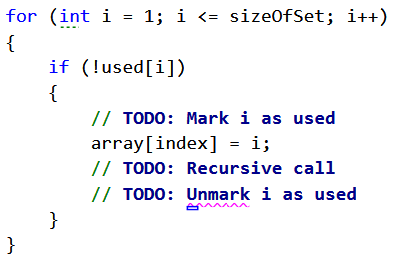 for (int i = 1; i <= sizeOfSet; i++)
{
    if (!used[i])
    {
        // TODO: Mark i as used
        array[index] = i;
        // TODO: Recursive call
        // TODO: Unmark i as used
    }
}